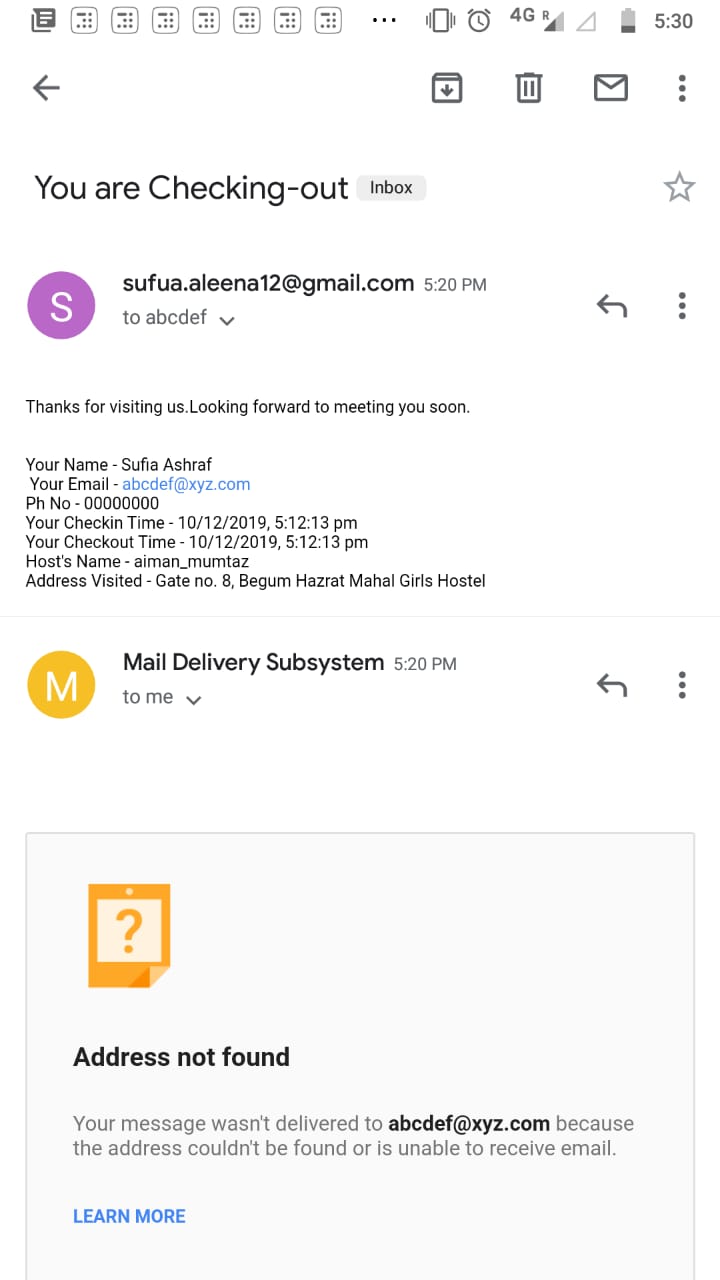 4G R 5:30
You are Checking-out Inbox
S sufua.aleena12@gmail.com 5:20 PM
to abcdef
Thanks for visiting us.Looking forward to meeting you soon.
Your Name - Sufia Ashraf
Your Email - abcdef@xyz.com
Ph No - 00000000
Your Checkin Time - 10/12/2019, 5:12:13 pm
Your Checkout Time - 10/12/2019, 5:12:13 pm
Host's Name - aiman_mumtaz
Address Visited - Gate no. 8, Begum Hazrat Mahal Girls Hostel
M Mail Delivery Subsystem 5:20 PM
to me
?
Address not found
Your message wasn't delivered to abcdef@xyz.com because
the address couldn't be found or is unable to receive email.
LEARN MORE